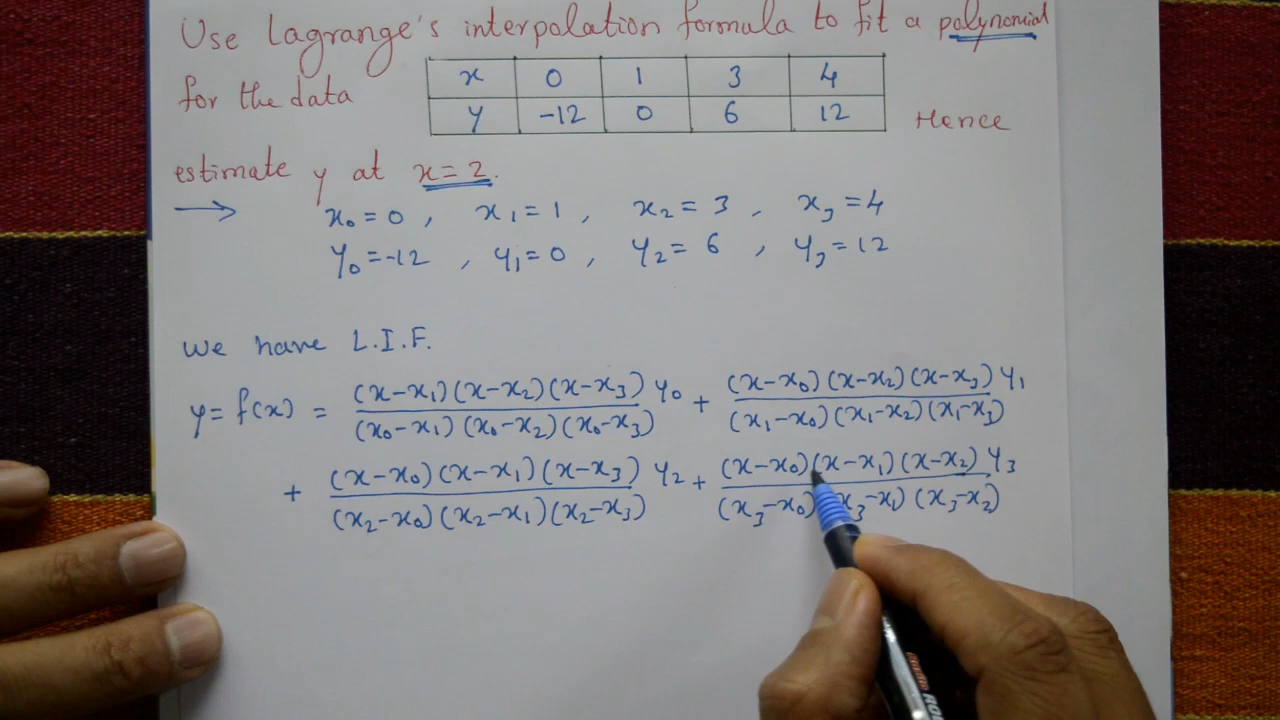 Use Lagrange's interpolation formula to fit a polynomial
for the data
x 0 1 3 4
y -12 0 6 12
Hence
estimate y at x=2.
→ x₀=0, x₁=1, x₂=3, x₃=4
y₀=-12, y₁=0, y₂=6, y₃=12
We have L.I.F.
y=f(x) = (x-x₁)(x-x₂)(x-x₃)/(x₀-x₁)(x₀-x₂)(x₀-x₃) y₀ + (x-x₀)(x-x₂)(x-x₃)/(x₁-x₀)(x₁-x₂)(x₁-x₃) y₁
+ (x-x₀)(x-x₁)(x-x₃)/(x₂-x₀)(x₂-x₁)(x₂-x₃) y₂ + (x-x₀)(x-x₁)(x-x₂)/(x₃-x₀)(x₃-x₁)(x₃-x₂) y₃